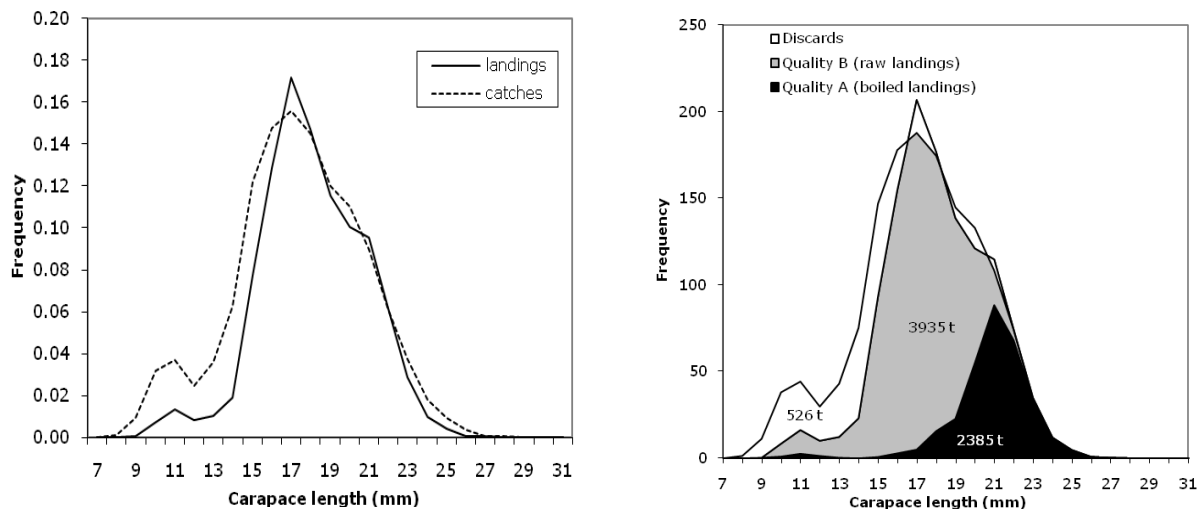 Frequency
0.20
0.18
0.16
0.14
0.12
0.10
0.08
0.06
0.04
0.02
0.00
landings
catches
7 9 11 13 15 17 19 21 23 25 27 29 31
Carapace length (mm)
Frequency
250
200
150
100
50
0
Discards
Quality B (raw landings)
Quality A (boiled landings)
3935 t
526 t
2385 t
7 9 11 13 15 17 19 21 23 25 27 29 31
Carapace length (mm)